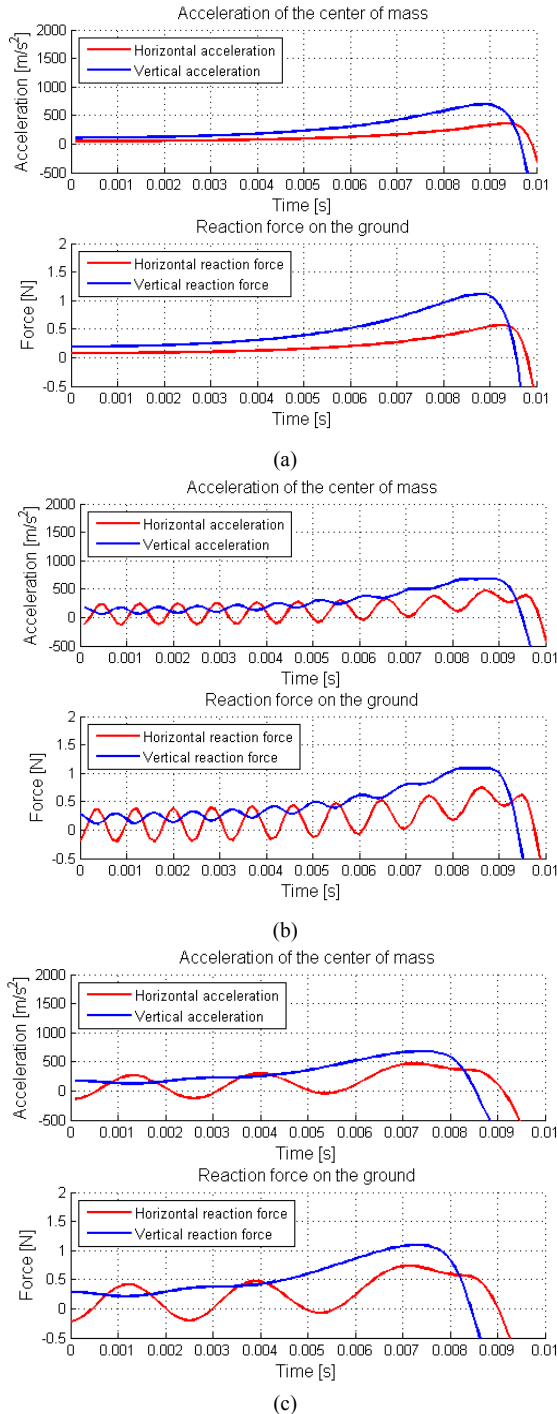 Acceleration of the center of mass
Acceleration [m/s²]
2000
1500
1000
500
0
-500
Horizontal acceleration
Vertical acceleration
0 0.001 0.002 0.003 0.004 0.005 0.006 0.007 0.008 0.009 0.01
Time [s]
Reaction force on the ground
Force [N]
2
1.5
1
0.5
0
-0.5
Horizontal reaction force
Vertical reaction force
0 0.001 0.002 0.003 0.004 0.005 0.006 0.007 0.008 0.009 0.01
Time [s]
(a)
Acceleration of the center of mass
Acceleration [m/s²]
2000
1500
1000
500
0
-500
Horizontal acceleration
Vertical acceleration
0 0.001 0.002 0.003 0.004 0.005 0.006 0.007 0.008 0.009 0.01
Time [s]
Reaction force on the ground
Force [N]
2
1.5
1
0.5
0
-0.5
Horizontal reaction force
Vertical reaction force
0 0.001 0.002 0.003 0.004 0.005 0.006 0.007 0.008 0.009 0.01
Time [s]
(b)
Acceleration of the center of mass
Acceleration [m/s²]
2000
1500
1000
500
0
-500
Horizontal acceleration
Vertical acceleration
0 0.001 0.002 0.003 0.004 0.005 0.006 0.007 0.008 0.009 0.01
Time [s]
Reaction force on the ground
Force [N]
2
1.5
1
0.5
0
-0.5
Horizontal reaction force
Vertical reaction force
0 0.001 0.002 0.003 0.004 0.005 0.006 0.007 0.008 0.009 0.01
Time [s]
(c)